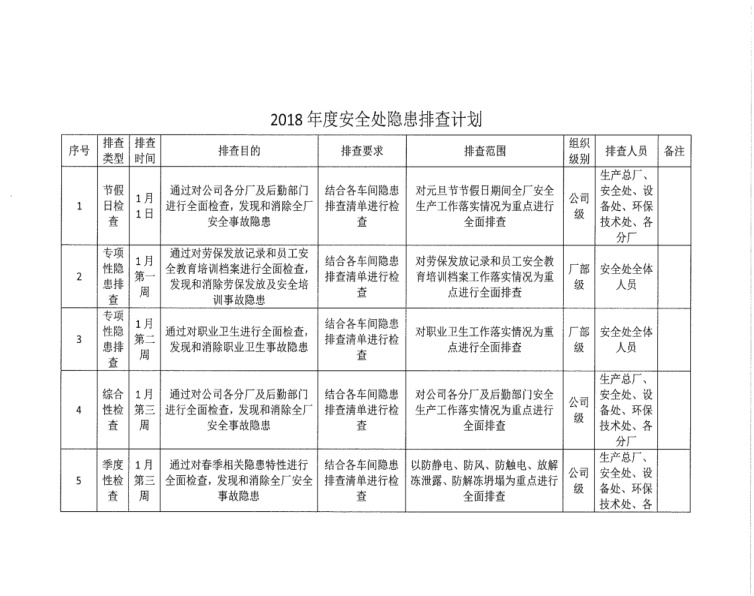 2018 年度安全处隐患排查计划
序号 排查类型 排查时间 排查目的 排查要求 排查范围 组织级别 排查人员 备注
1 节假日检查 1月1日 通过对公司各分厂及后勤部门进行全面检查，发现和消除全厂安全事故隐患 结合各车间隐患排查清单进行检查 对元旦节节假日期间全厂安全生产工作落实情况为重点进行全面排查 公司级 生产总厂、安全处、设备处、环保技术处、各分厂
2 专项性隐患排查 1月第一周 通过对劳保发放记录和员工安全教育培训档案进行全面检查，发现和消除劳保发放及安全培训事故隐患 结合各车间隐患排查清单进行检查 对劳保发放记录和员工安全教育培训档案工作落实情况为重点进行全面排查 厂部级 安全处全体人员
3 专项性隐患排查 1月第二周 通过对职业卫生进行全面检查，发现和消除职业卫生事故隐患 结合各车间隐患排查清单进行检查 对职业卫生工作落实情况为重点进行全面排查 厂部级 安全处全体人员
4 综合性检查 1月第三周 通过对公司各分厂及后勤部门进行全面检查，发现和消除全厂安全事故隐患 结合各车间隐患排查清单进行检查 对公司各分厂及后勤部门安全生产工作落实情况为重点进行全面排查 公司级 生产总厂、安全处、设备处、环保技术处、各分厂
5 季度性检查 1月第三周 通过对春季相关隐患特性进行全面检查，发现和消除全厂安全事故隐患 结合各车间隐患排查清单进行检查 以防静电、防风、防触电、放解冻泄露、防解冻坍塌为重点进行全面排查 公司级 生产总厂、安全处、设备处、环保技术处、各